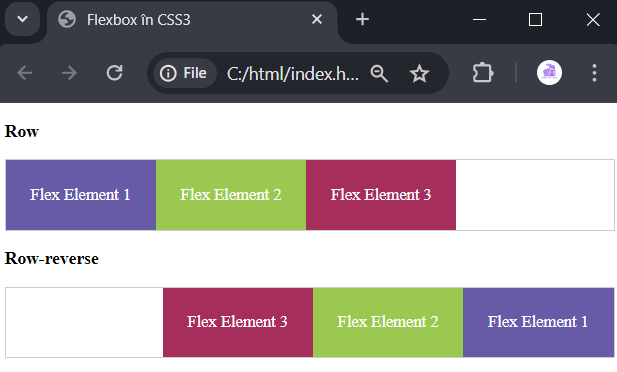 Flexbox în CSS3
File C:/html/index.h...
Row
Flex Element 1 Flex Element 2 Flex Element 3
Row-reverse
Flex Element 3 Flex Element 2 Flex Element 1